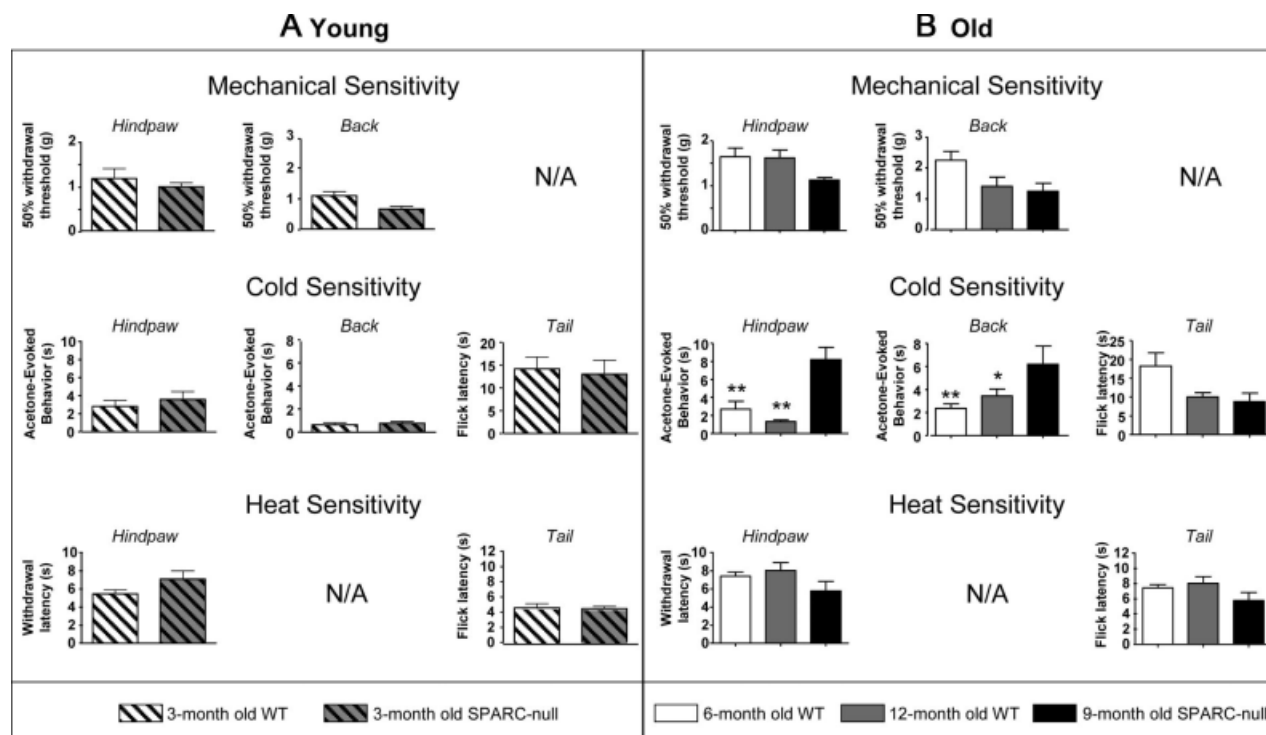 A Young
Mechanical Sensitivity
Hindpaw
Back
50% withdrawal
threshold (g)
2
1
0
50% withdrawal
threshold (g)
3
2
1
0
N/A
Cold Sensitivity
Hindpaw
Back
Tail
Acetone-Evoked
Behavior (s)
10
8
6
4
2
0
Acetone-Evoked
Behavior (s)
8
6
4
2
0
Flick latency (s)
20
15
10
5
0
Heat Sensitivity
Hindpaw
Tail
Withdrawal
latency (s)
10
8
6
4
2
0
N/A
Flick latency (s)
12
10
8
6
4
2
0
3-month old WT
3-month old SPARC-null
B Old
Mechanical Sensitivity
Hindpaw
Back
50% withdrawal
threshold (g)
2
1
0
50% withdrawal
threshold (g)
4
3
2
1
0
N/A
Cold Sensitivity
Hindpaw
Back
Tail
Acetone-Evoked
Behavior (s)
10
8
6
4
2
0
**
**
Acetone-Evoked
Behavior (s)
8
6
4
2
0
**
*
Flick latency (s)
25
20
15
10
5
0
Heat Sensitivity
Hindpaw
Tail
Withdrawal
latency (s)
10
8
6
4
2
0
N/A
Flick latency (s)
12
10
8
6
4
2
0
6-month old WT
12-month old WT
9-month old SPARC-null